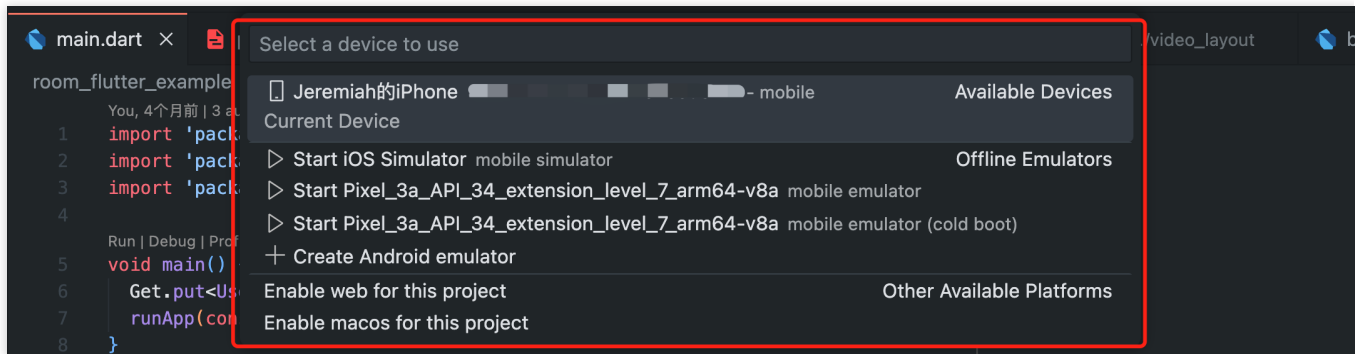 main.dart
Select a device to use
/video_layout
room_flutter_example
Jeremiah的iPhone - mobile Available Devices
Current Device
You, 4个月前 | 3 au
1 import 'pack
Start iOS Simulator mobile simulator Offline Emulators
2 import 'pack
Start Pixel_3a_API_34_extension_level_7_arm64-v8a mobile emulator
3 import 'pack
Start Pixel_3a_API_34_extension_level_7_arm64-v8a mobile emulator (cold boot)
4
Run | Debug | Prof
Create Android emulator
5 void main() {
Enable web for this project Other Available Platforms
6 Get.put<Us
Enable macos for this project
7 runApp(con
8 }